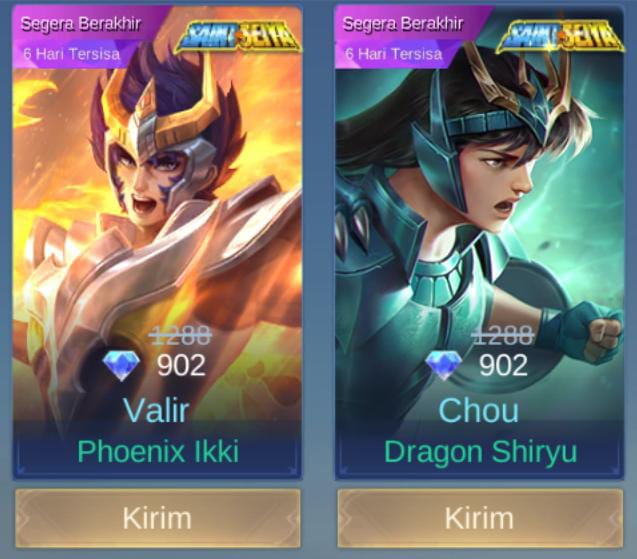 Segera Berakhir
6 Hari Tersisa
SAINT SEIYA
1288
902
Valir
Phoenix Ikki
Kirim
Segera Berakhir
6 Hari Tersisa
SAINT SEIYA
1288
902
Chou
Dragon Shiryu
Kirim